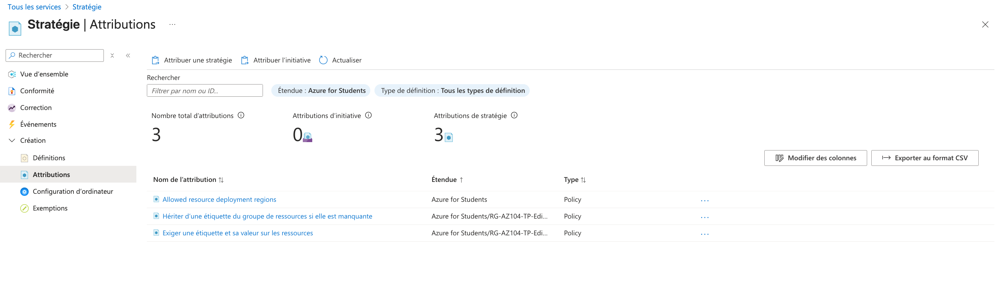 Tous les services > Stratégie
Stratégie | Attributions ...
Rechercher
Vue d’ensemble
Conformité
Correction
Événements
Création
Définitions
Attributions
Configuration d’ordinateur
Exemptions
Attribuer une stratégie Attribuer l’initiative Actualiser
Rechercher
Filtrer par nom ou ID...
Étendue : Azure for Students Type de définition : Tous les types de définition
Nombre total d’attributions Attributions d’initiative Attributions de stratégie
3 0 3
Modifier des colonnes Exporter au format CSV
Nom de l’attribution Étendue Type
Allowed resource deployment regions Azure for Students Policy ...
Hériter d’une étiquette du groupe de ressources si elle est manquante Azure for Students/RG-AZ104-TP-Edi... Policy ...
Exiger une étiquette et sa valeur sur les ressources Azure for Students/RG-AZ104-TP-Edi... Policy ...